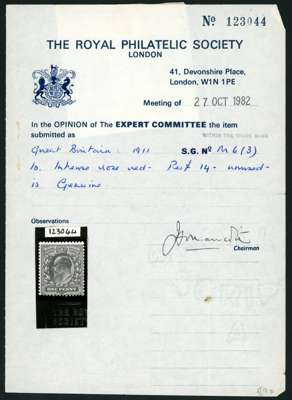 Nº 123044
THE ROYAL PHILATELIC SOCIETY
LONDON
41, Devonshire Place,
London, W1N 1PE
Meeting of 27 OCT 1982
In the OPINION of The EXPERT COMMITTEE the item
submitted as
Great Britain: 1911 S.G. Nº M6(3)
1d. Intense rose red - Perf 14 - unused
is Genuine
Observations
123044
ONE PENNY
Chairman